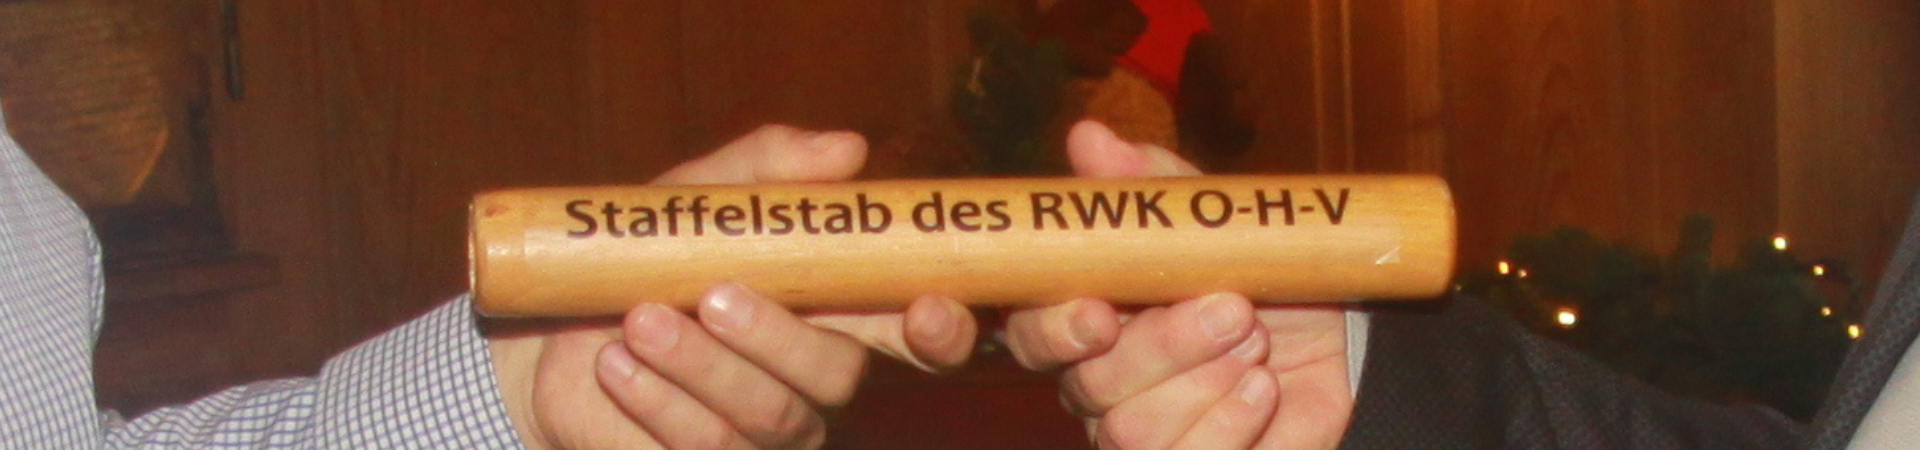 Staffelstab des RWK O-H-V